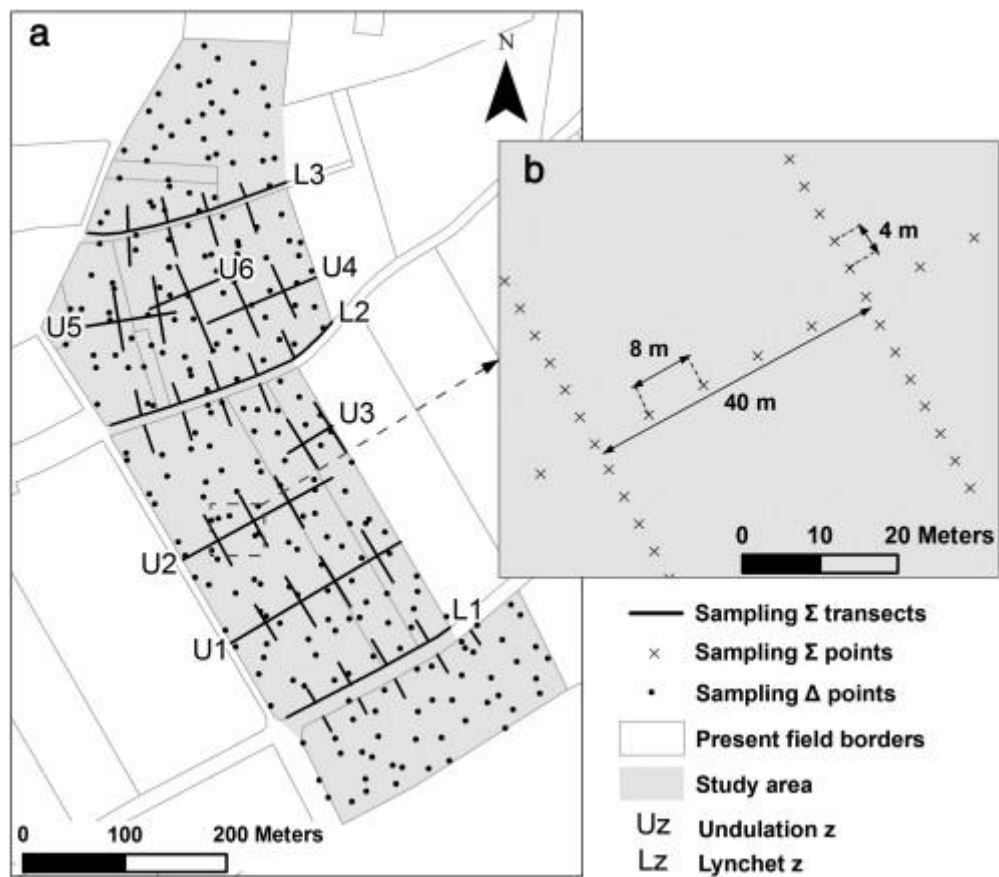 a
N
L3
U6
U4
L2
U5
U3
U2
L1
U1
0 100 200 Meters
b
4 m
8 m
40 m
0 10 20 Meters
Sampling Σ transects
Sampling Σ points
Sampling Δ points
Present field borders
Study area
Uz Undulation z
Lz Lynchet z